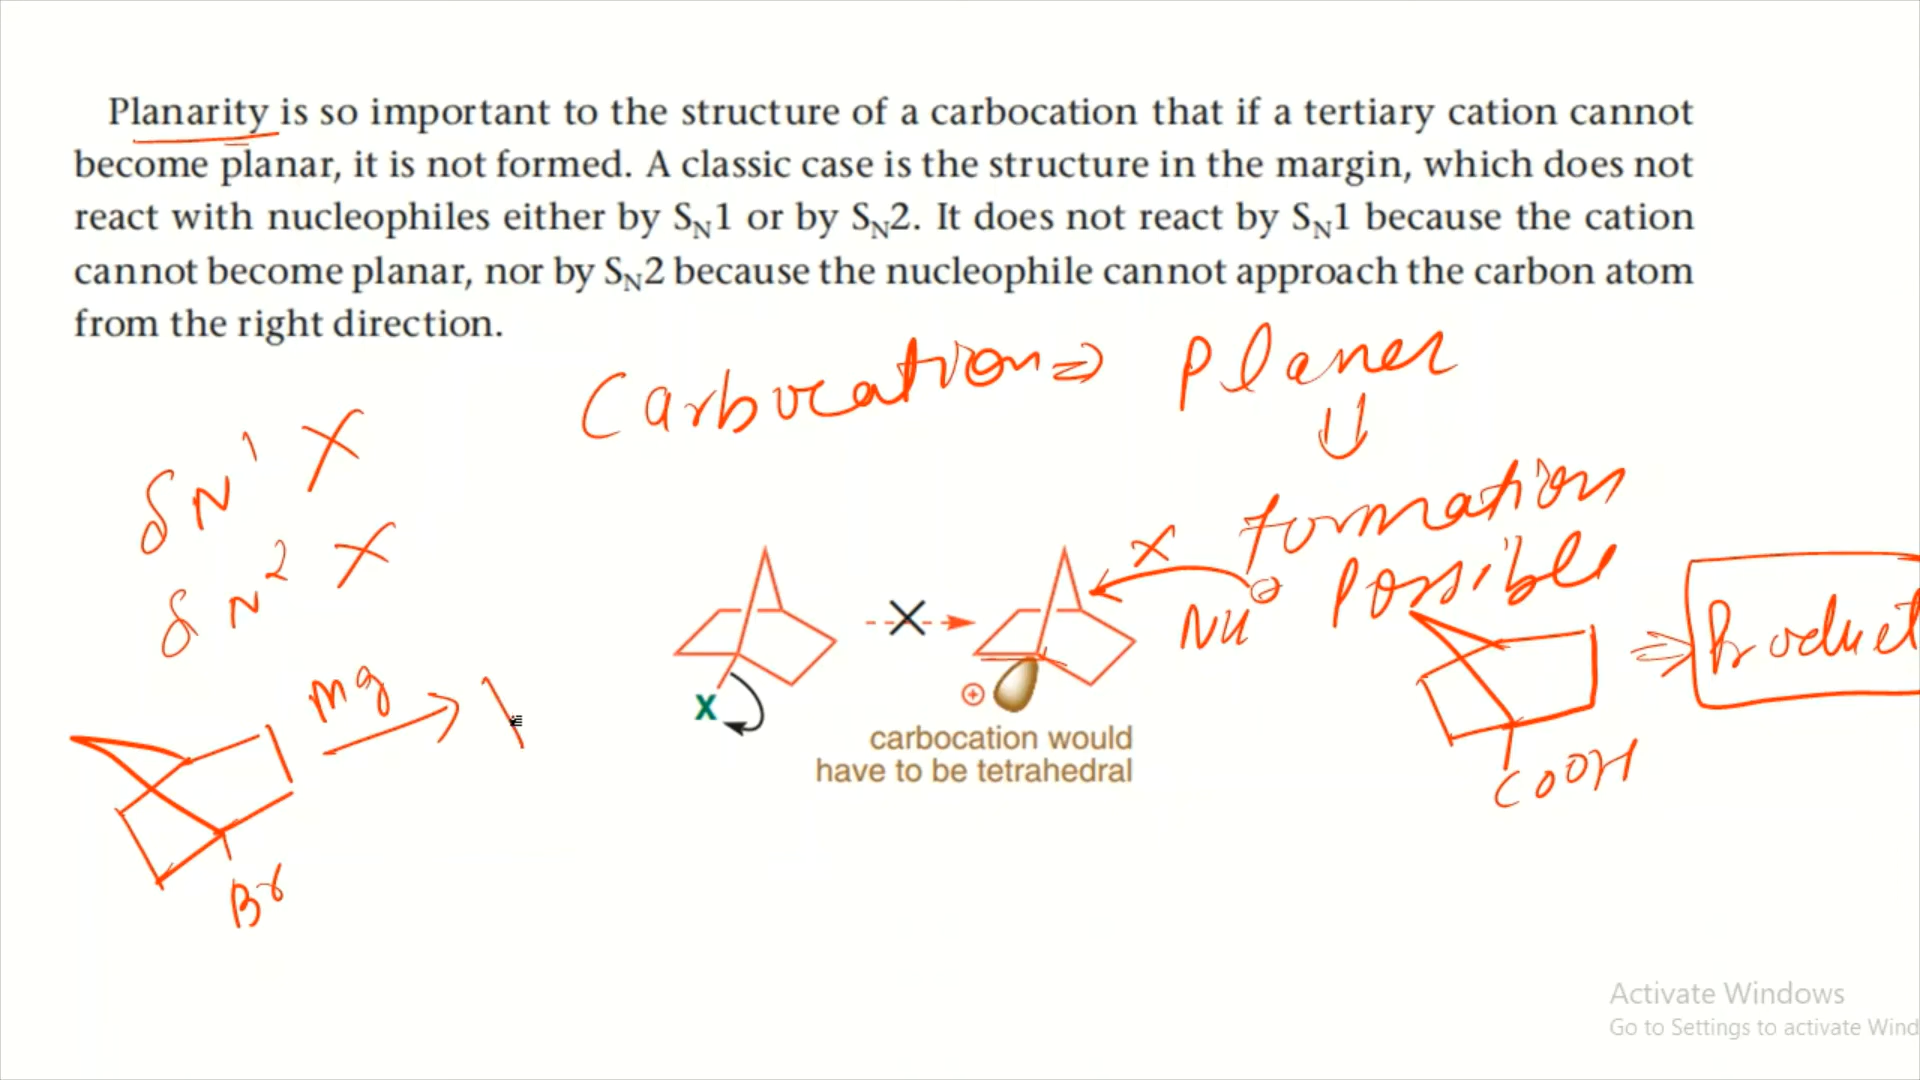 Planarity is so important to the structure of a carbocation that if a tertiary cation cannot
become planar, it is not formed. A classic case is the structure in the margin, which does not
react with nucleophiles either by SN1 or by SN2. It does not react by SN1 because the cation
cannot become planar, nor by SN2 because the nucleophile cannot approach the carbon atom
from the right direction.
Carbocation ⇒ Planer
⇓
SN1 X
Formation
Possible
SN2 X
X
Nu⊖
Product
Mg
X
⊕
COOH
carbocation would
have to be tetrahedral
Br
Activate Windows
Go to Settings to activate Wind